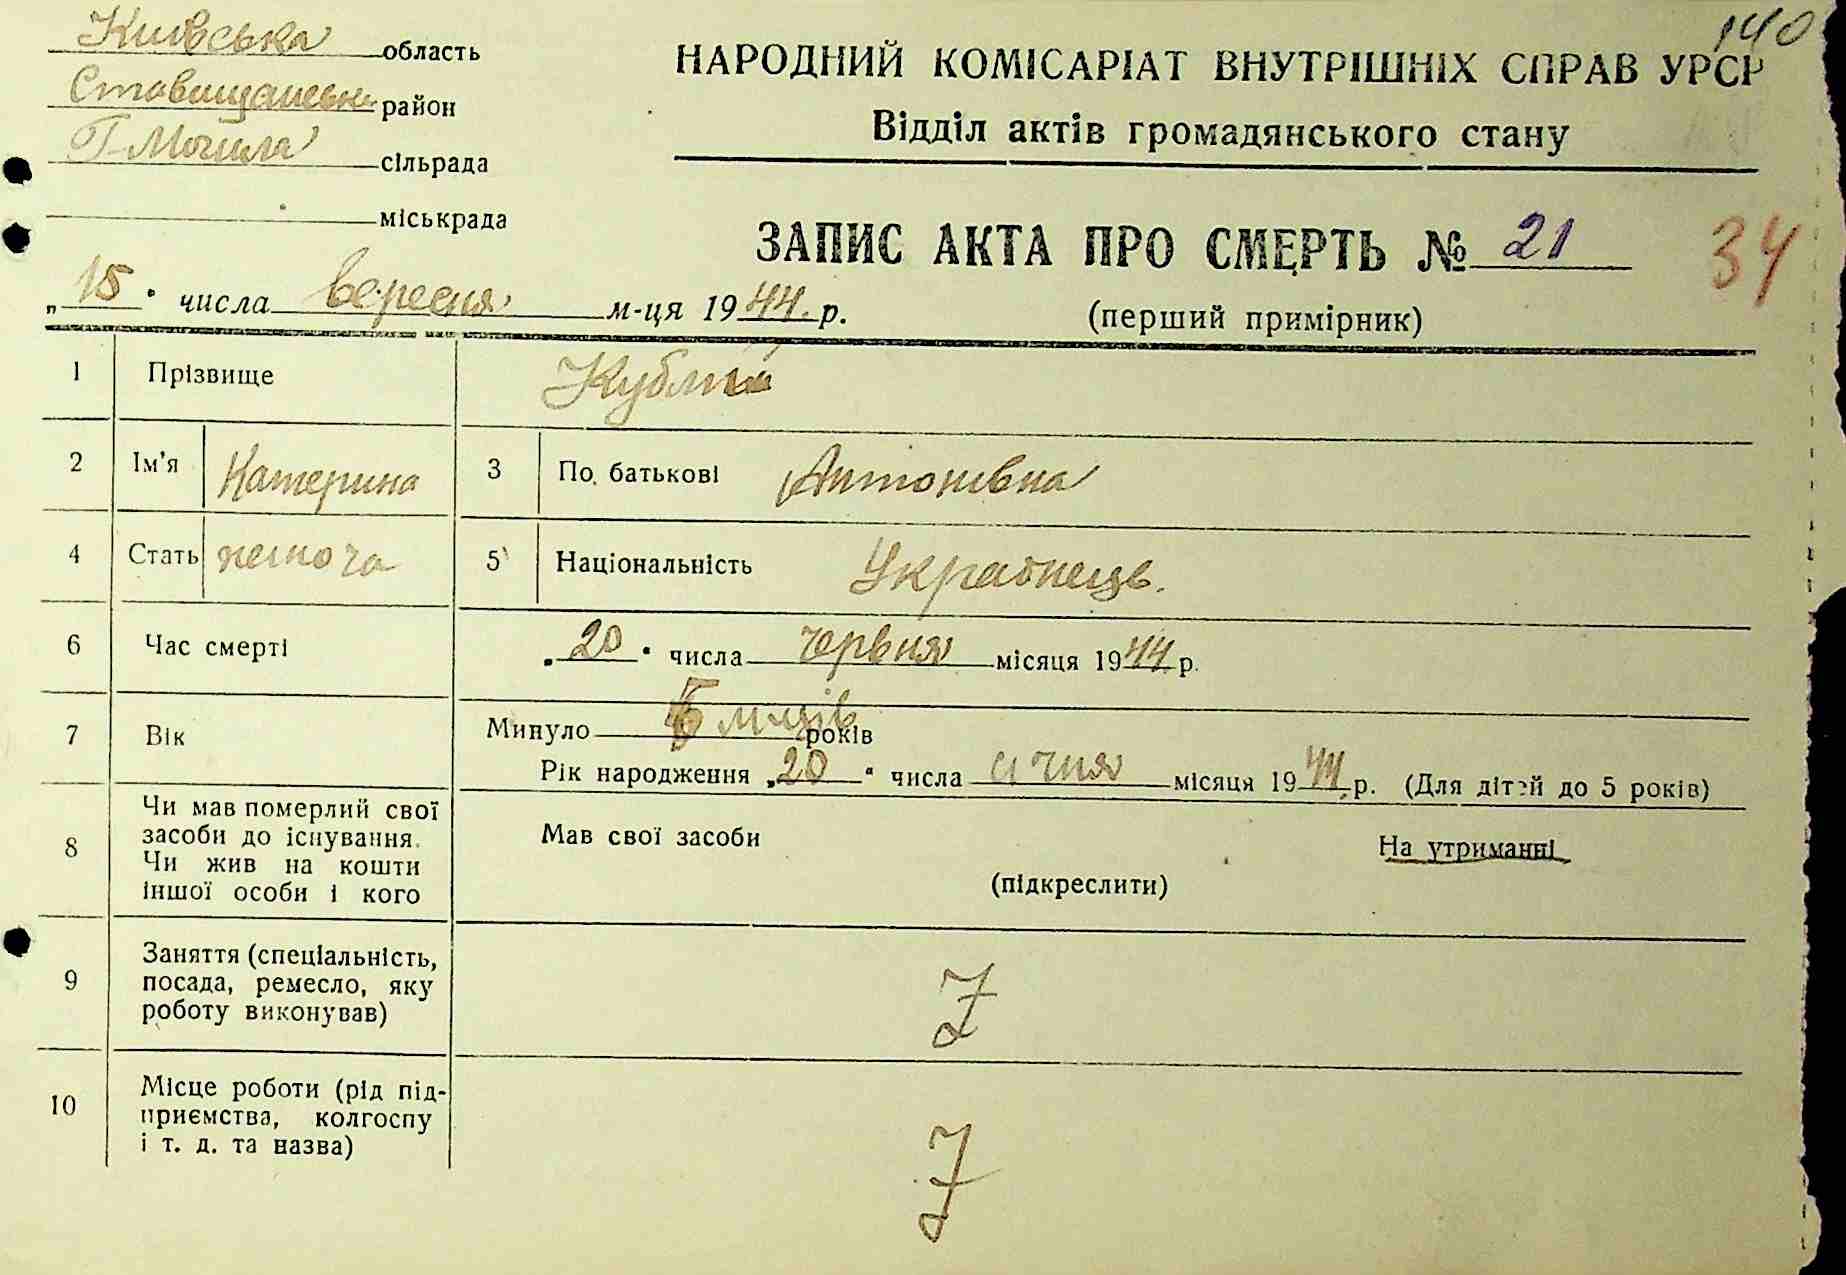 140
Київська область
Ставищанський район
Г-Могила сільрада
міськрада
НАРОДНИЙ КОМІСАРІАТ ВНУТРІШНІХ СПРАВ УРСР
Відділ актів громадянського стану
ЗАПИС АКТА ПРО СМЕРТЬ № 21
34
(перший примірник)
„15" числа вересня м-ця 1944 р.
1 Прізвище Кублій
2 Ім'я Катерина 3 По батькові Антонівна
4 Стать жіноча 5 Національність Українець.
6 Час смерті „20" числа червня місяця 1944 р.
7 Вік Минуло 5 місяців років
Рік народження „20" числа січня місяця 1944 р. (Для дітей до 5 років)
8 Чи мав померлий свої засоби до існування. Чи жив на кошти іншої особи і кого
Мав свої засоби На утриманні
(підкреслити)
9 Заняття (спеціальність, посада, ремесло, яку роботу виконував)
10 Місце роботи (рід підприємства, колгоспу і т. д. та назва)